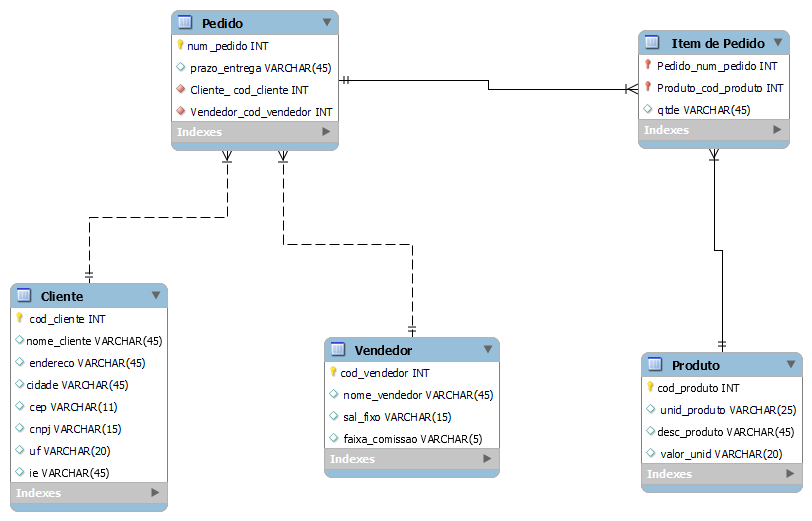 Pedido
num _pedido INT
prazo_entrega VARCHAR(45)
Cliente_ cod_cliente INT
Vendedor_cod_vendedor INT
Indexes
Item de Pedido
Pedido_num_pedido INT
Produto_cod_produto INT
qtde VARCHAR(45)
Indexes
Cliente
cod_cliente INT
nome_cliente VARCHAR(45)
endereco VARCHAR(45)
cidade VARCHAR(45)
cep VARCHAR(11)
cnpj VARCHAR(15)
uf VARCHAR(20)
ie VARCHAR(45)
Indexes
Vendedor
cod_vendedor INT
nome_vendedor VARCHAR(45)
sal_fixo VARCHAR(15)
faixa_comissao VARCHAR(5)
Indexes
Produto
cod_produto INT
unid_produto VARCHAR(25)
desc_produto VARCHAR(45)
valor_unid VARCHAR(20)
Indexes